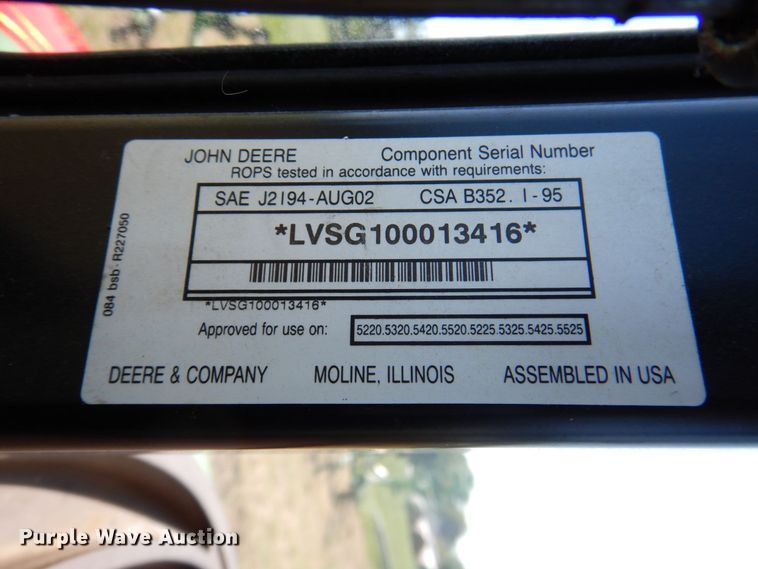 JOHN DEERE Component Serial Number
ROPS tested in accordance with requirements:
SAE J2194-AUG02 CSA B352. 1-95
*LVSG100013416*
*LVSG100013416*
Approved for use on: 5220.5320.5420.5520.5225.5325.5425.5525
DEERE & COMPANY MOLINE, ILLINOIS ASSEMBLED IN USA
084 bsb · R227050
Purple Wave Auction